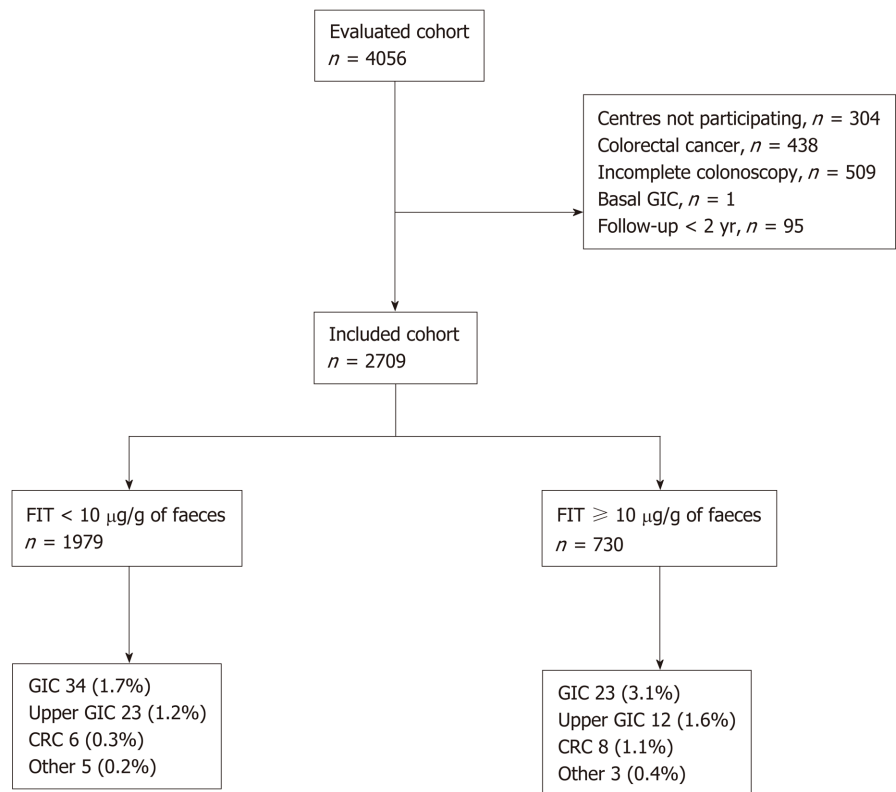 Evaluated cohort
n = 4056
Centres not participating, n = 304
Colorectal cancer, n = 438
Incomplete colonoscopy, n = 509
Basal GIC, n = 1
Follow-up < 2 yr, n = 95
Included cohort
n = 2709
FIT < 10 μg/g of faeces
n = 1979
FIT ⩾ 10 μg/g of faeces
n = 730
GIC 34 (1.7%)
Upper GIC 23 (1.2%)
CRC 6 (0.3%)
Other 5 (0.2%)
GIC 23 (3.1%)
Upper GIC 12 (1.6%)
CRC 8 (1.1%)
Other 3 (0.4%)